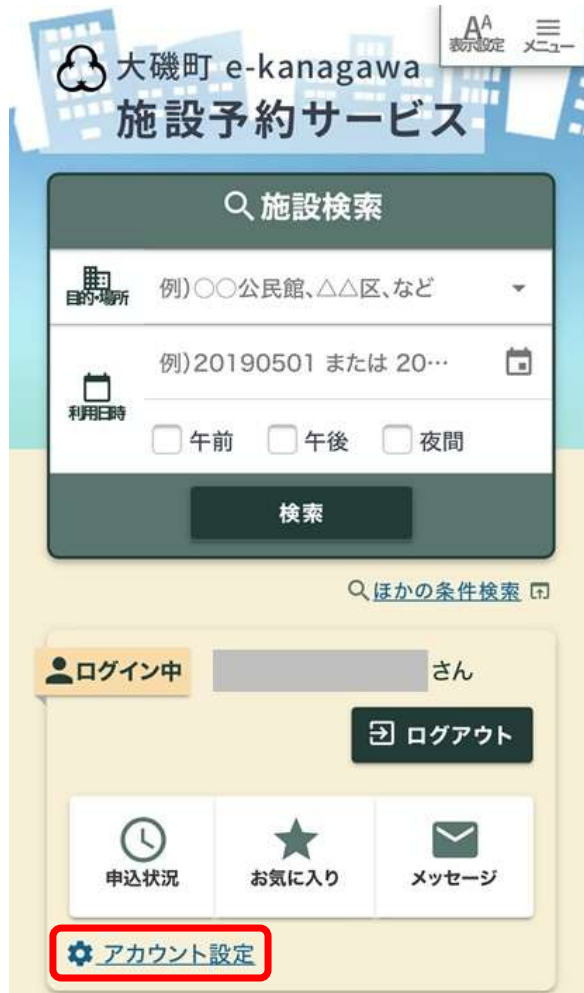 表示設定 メニュー
大磯町 e-kanagawa
施設予約サービス
施設検索
目的・場所
例)○○公民館、△△区、など
利用日時
例)20190501 または 20…
午前 午後 夜間
検索
ほかの条件検索
ログイン中 さん
ログアウト
申込状況 お気に入り メッセージ
アカウント設定